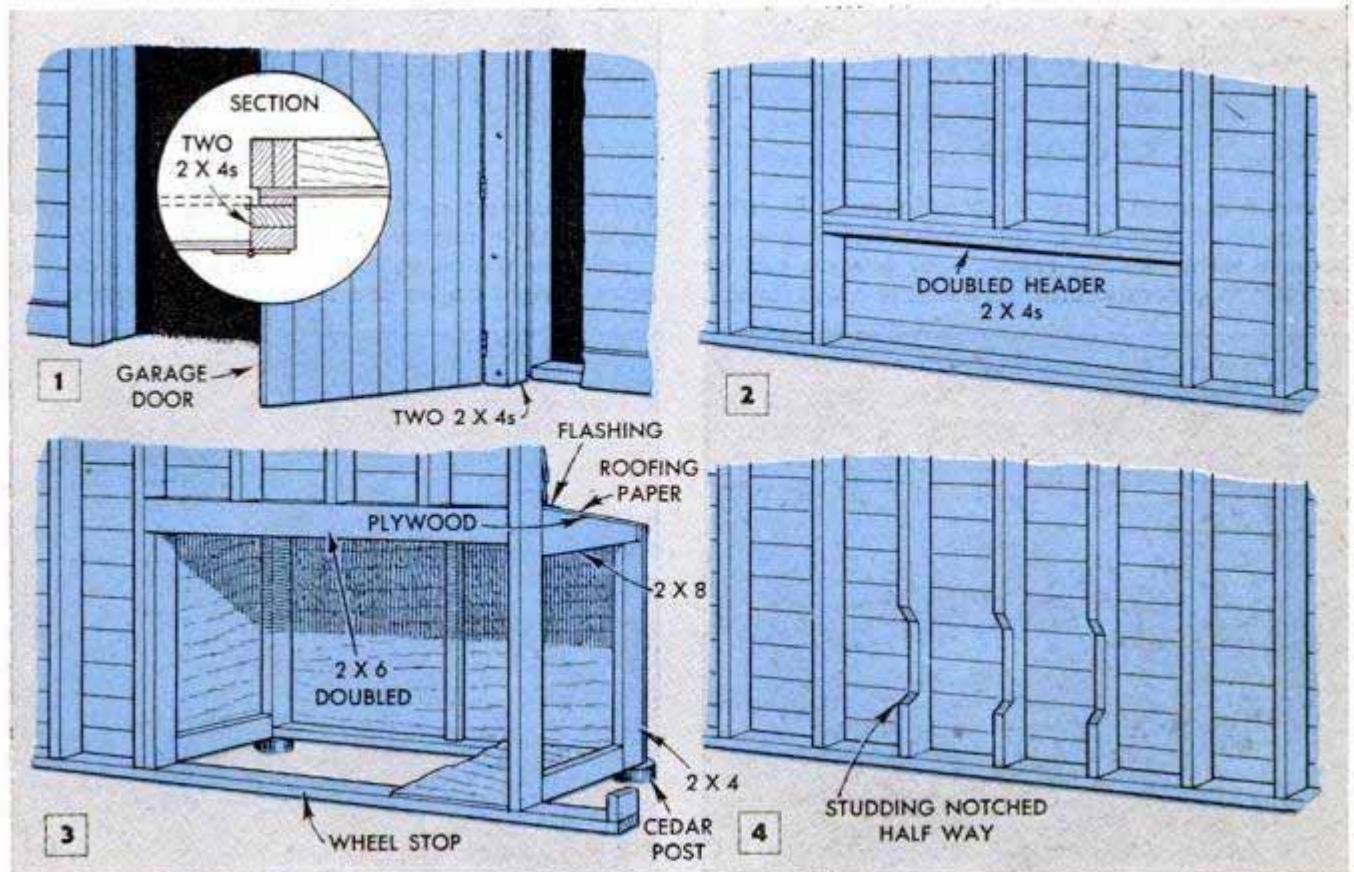 SECTION
TWO
2 X 4s
1
GARAGE
DOOR
TWO 2 X 4s
DOUBLED HEADER
2 X 4s
2
FLASHING
ROOFING
PAPER
PLYWOOD
2 X 8
2 X 6
DOUBLED
2 X 4
3
WHEEL STOP
CEDAR
POST
4
STUDDING NOTCHED
HALF WAY